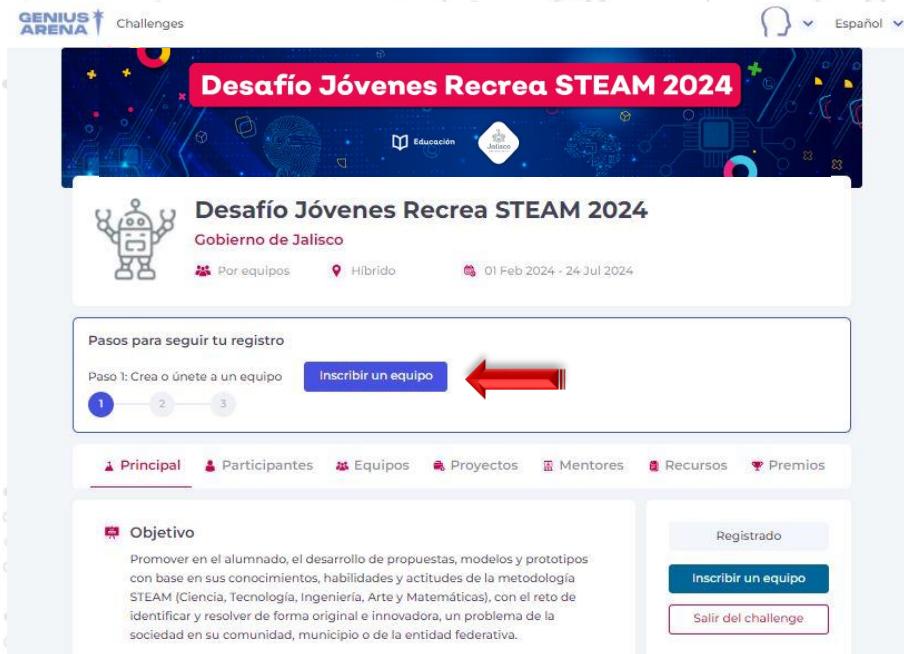 GENIUS
ARENA
Challenges
Español
Desafío Jóvenes Recrea STEAM 2024
Educación
Jalisco
Desafío Jóvenes Recrea STEAM 2024
Gobierno de Jalisco
Por equipos
Híbrido
01 Feb 2024 - 24 Jul 2024
Pasos para seguir tu registro
Paso 1: Crea o únete a un equipo
Inscribir un equipo
1
2
3
Principal
Participantes
Equipos
Proyectos
Mentores
Recursos
Premios
Objetivo
Promover en el alumnado, el desarrollo de propuestas, modelos y prototipos
con base en sus conocimientos, habilidades y actitudes de la metodología
STEAM (Ciencia, Tecnología, Ingeniería, Arte y Matemáticas), con el reto de
identificar y resolver de forma original e innovadora, un problema de la
sociedad en su comunidad, municipio o de la entidad federativa.
Registrado
Inscribir un equipo
Salir del challenge